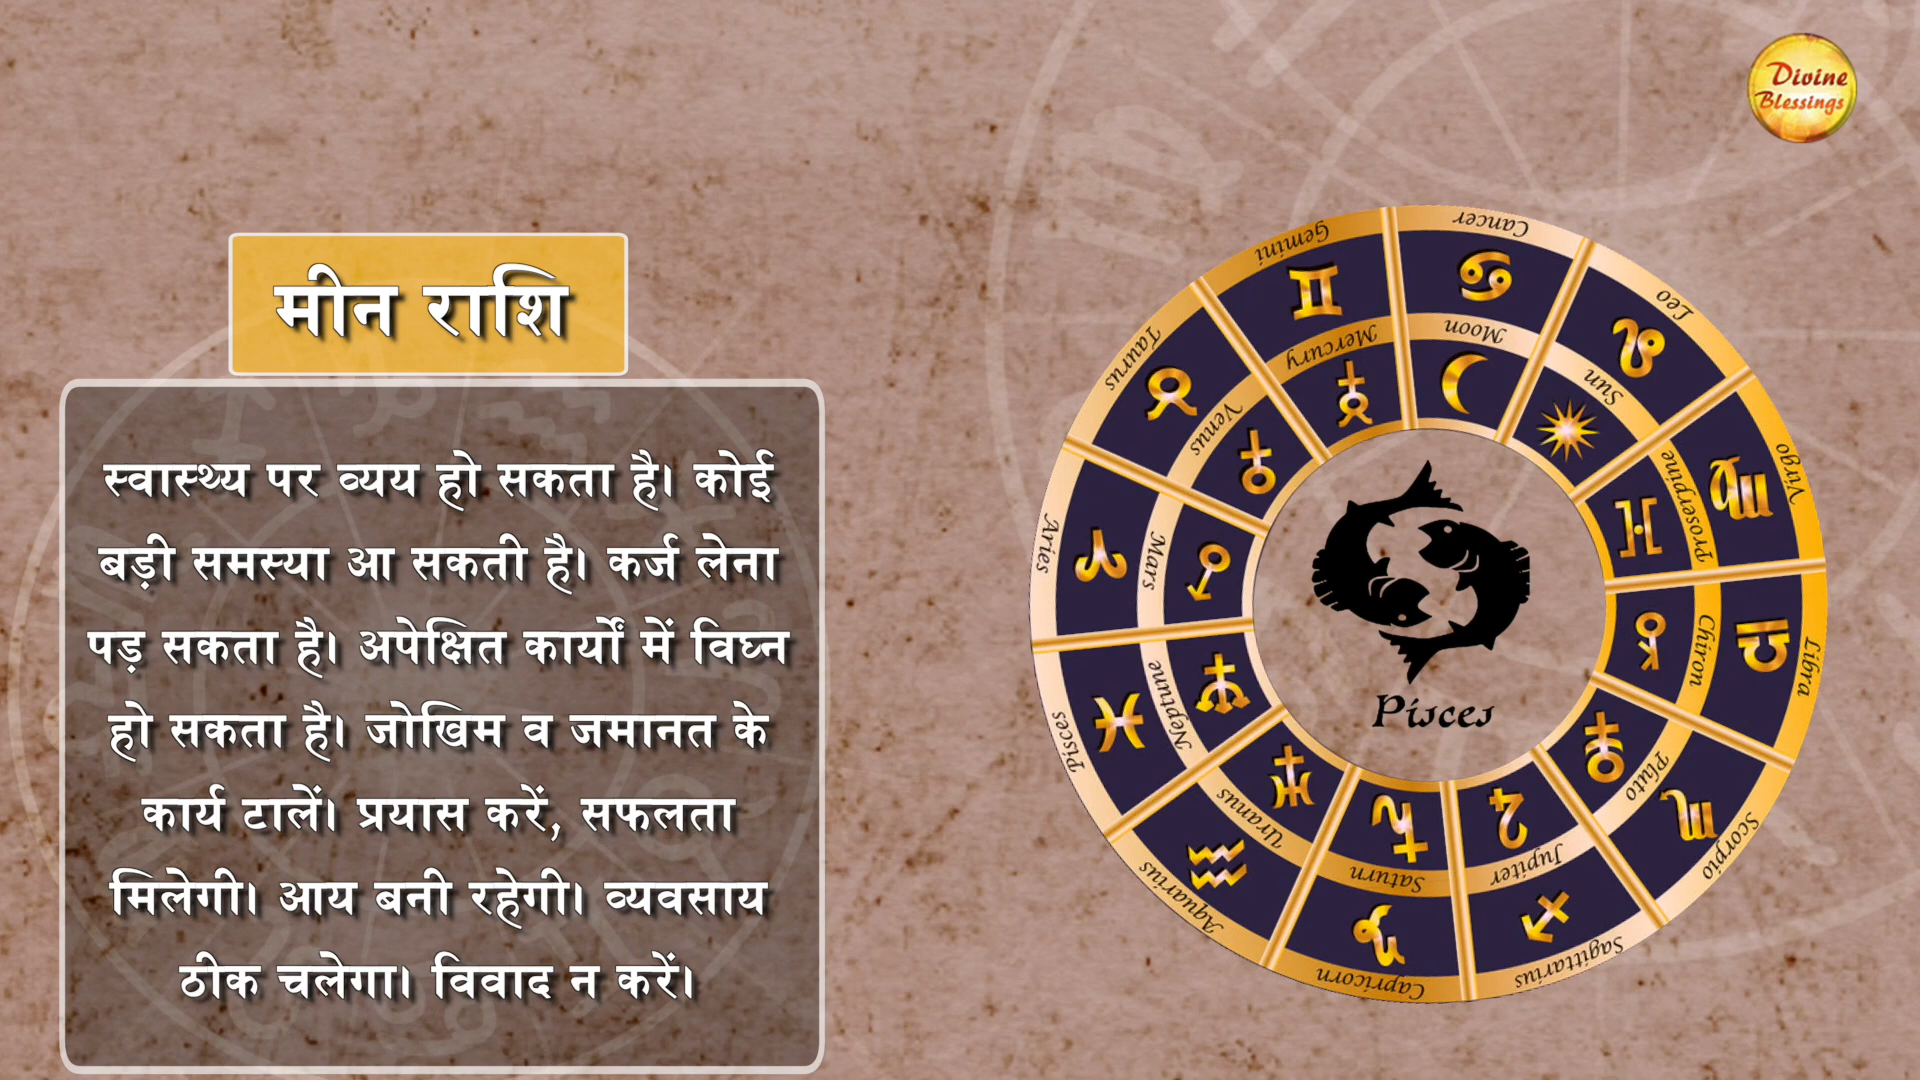 Divine
Blessings
मीन राशि
स्वास्थ्य पर व्यय हो सकता है। कोई
बड़ी समस्या आ सकती है। कर्ज लेना
पड़ सकता है। अपेक्षित कार्यों में विघ्न
हो सकता है। जोखिम व जमानत के
कार्य टालें। प्रयास करें, सफलता
मिलेगी। आय बनी रहेगी। व्यवसाय
ठीक चलेगा। विवाद न करें।
Cancer
Leo
Virgo
Libra
Scorpio
Sagittarius
Capricorn
Aquarius
Pisces
Aries
Taurus
Gemini
Moon
Sun
Proserpine
Chiron
Pluto
Jupiter
Saturn
Uranus
Neptune
Mars
Venus
Mercury
Pisces